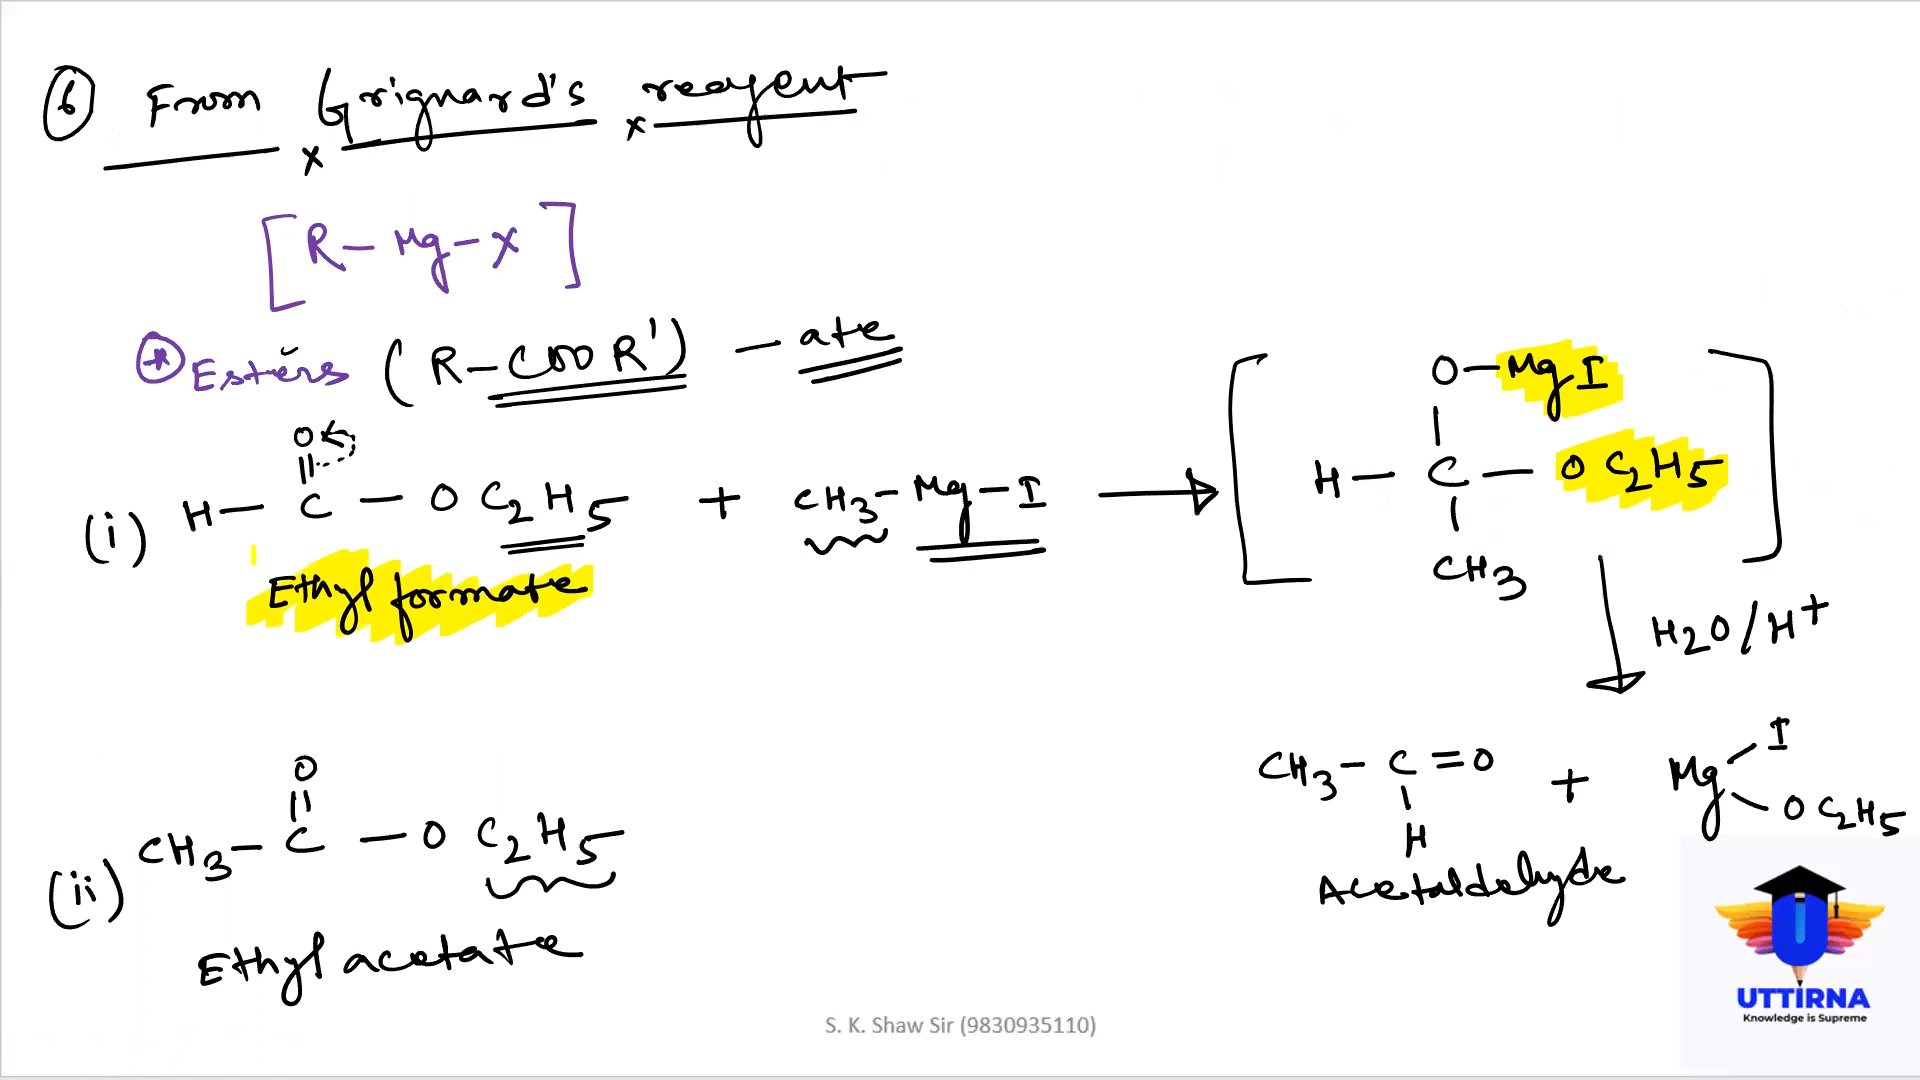 6 From Grignard's reagent
[R-Mg-X]
* Esters (R-COOR') - ate
O
||
(i) H-C-OC2H5 + CH3-Mg-I →
Ethyl formate
O-MgI
|
H-C-OC2H5
|
CH3
H2O/H+
CH3-C=O + Mg
|
H
I
OC2H5
Acetaldehyde
O
||
(ii) CH3-C-OC2H5
Ethyl acetate
S. K. Shaw Sir (9830935110)
UTTIRNA
Knowledge is Supreme